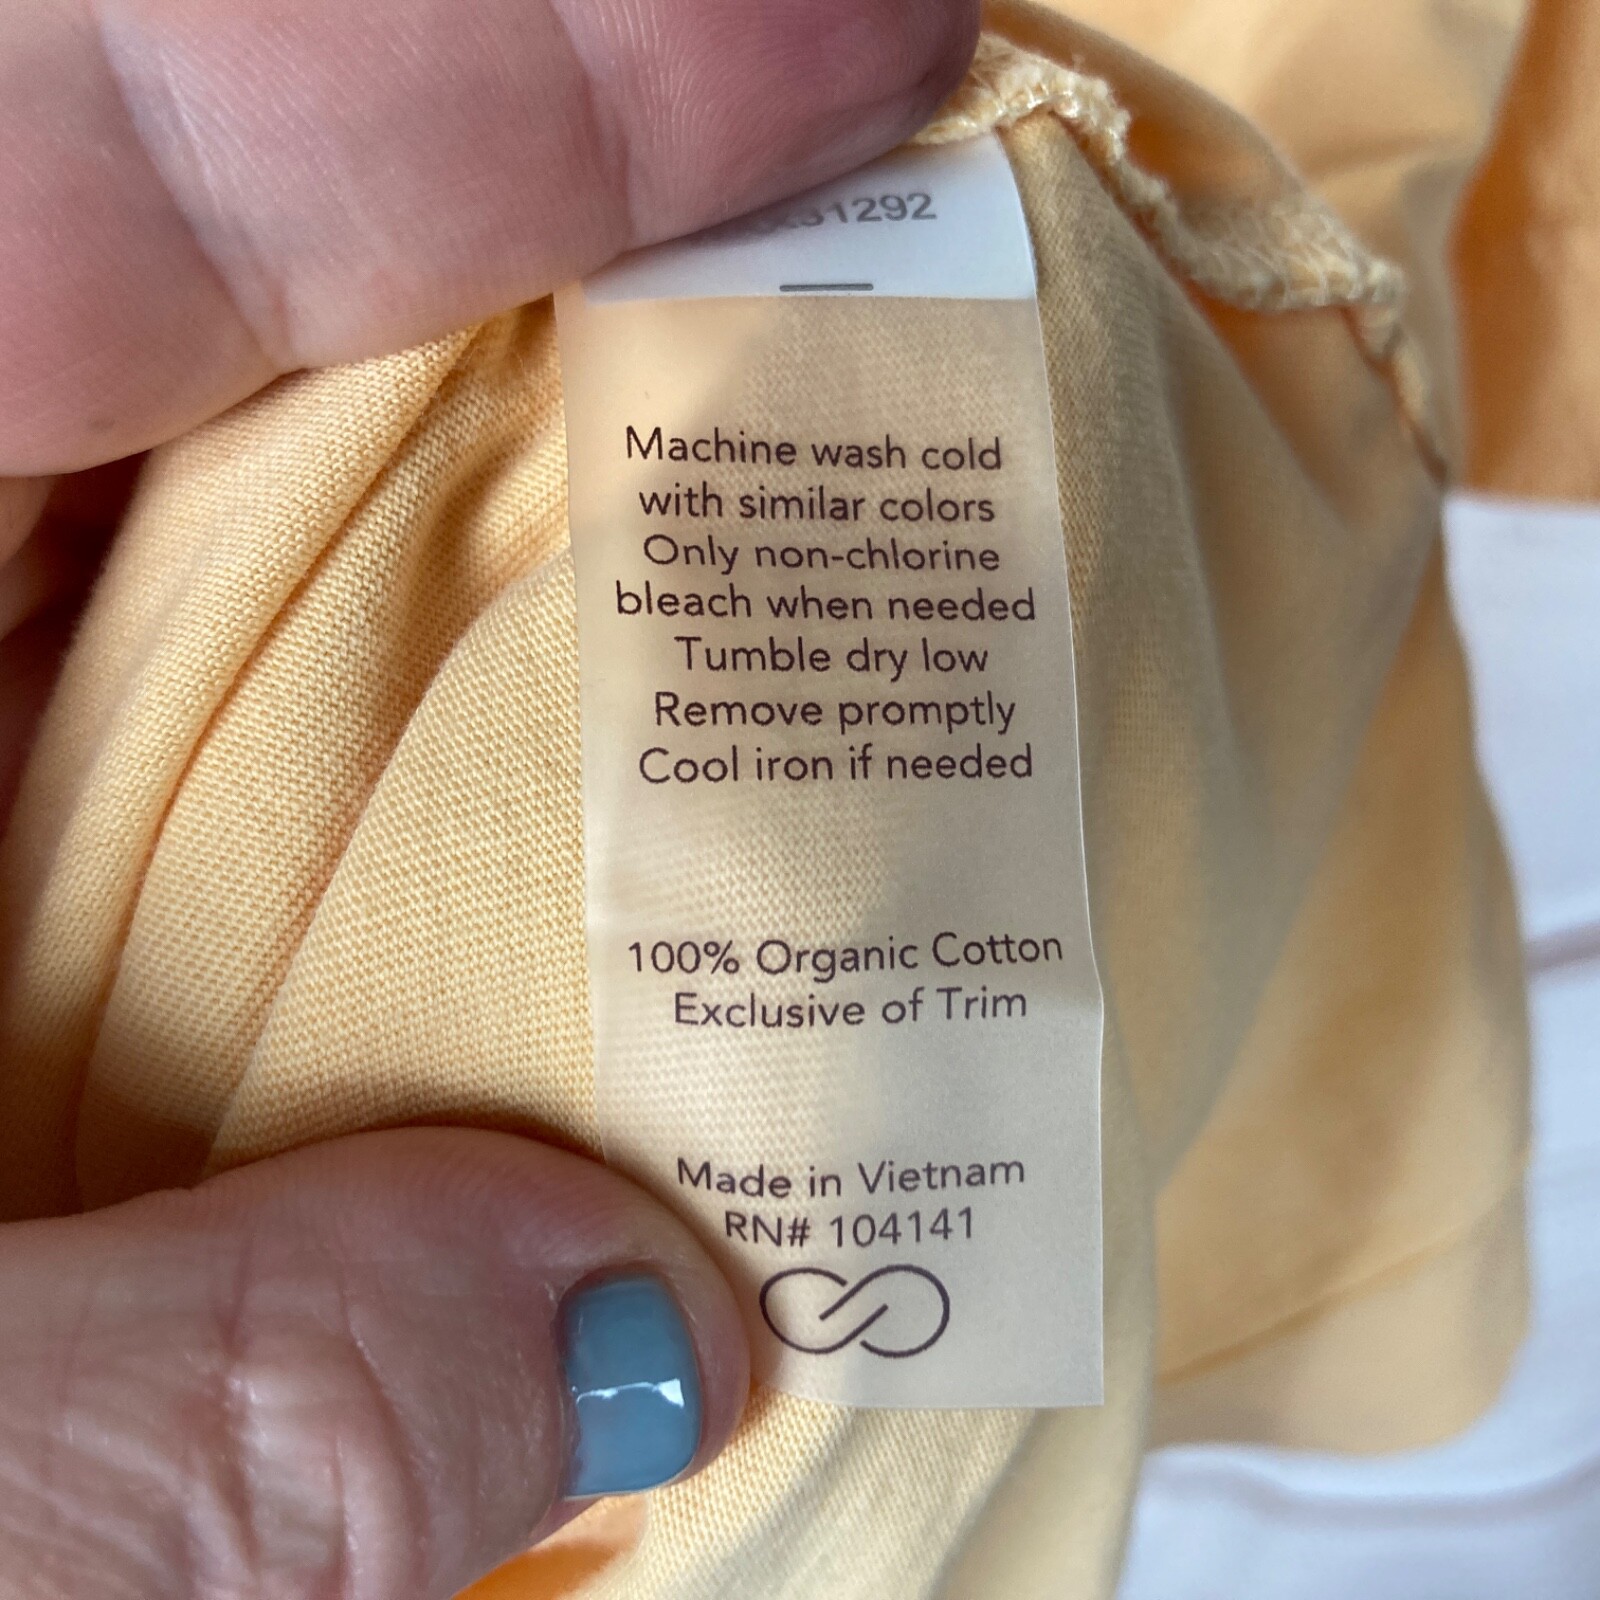 31292
Machine wash cold
with similar colors
Only non-chlorine
bleach when needed
Tumble dry low
Remove promptly
Cool iron if needed
100% Organic Cotton
Exclusive of Trim
Made in Vietnam
RN# 104141